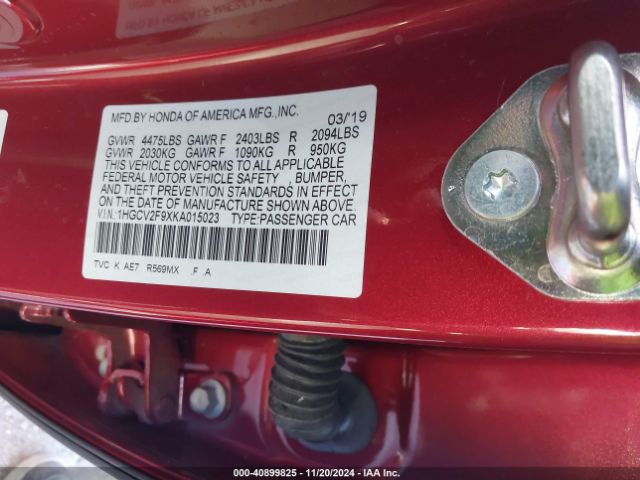 MFD.BY HONDA OF AMERICA MFG.,INC. 03/'19
GVWR 4475LBS GAWR F 2403LBS R 2094LBS
GVWR 2030KG GAWR F 1090KG R 950KG
THIS VEHICLE CONFORMS TO ALL APPLICABLE
FEDERAL MOTOR VEHICLE SAFETY , BUMPER,
AND THEFT PREVENTION STANDARDS IN EFFECT
ON THE DATE OF MANUFACTURE SHOWN ABOVE.
V.I.N.:1HGCV2F9XKA015023 TYPE:PASSENGER CAR
TVC K AE7 R569MX .F .A
000-40899825 - 11/20/2024 - IAA Inc.